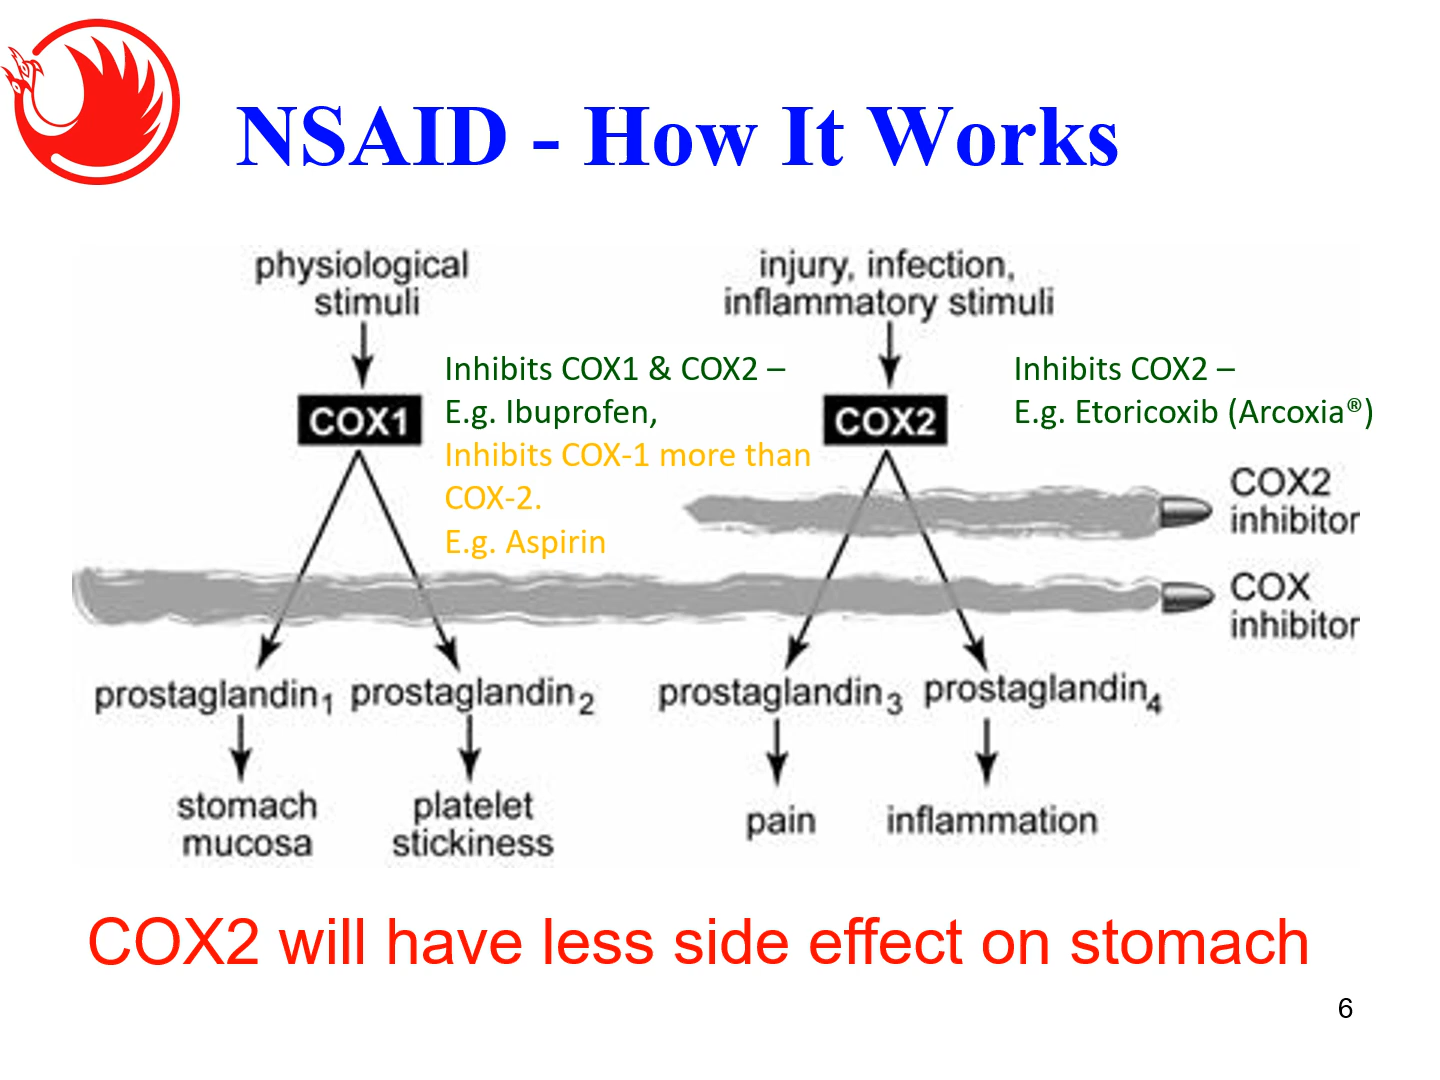 NSAID - How It Works
physiological
stimuli
injury, infection,
inflammatory stimuli
COX1
Inhibits COX1 & COX2 –
E.g. Ibuprofen,
Inhibits COX-1 more than
COX-2.
E.g. Aspirin
COX2
Inhibits COX2 –
E.g. Etoricoxib (Arcoxia®)
COX2
inhibitor
COX
inhibitor
prostaglandin₁
prostaglandin₂
prostaglandin₃
prostaglandin₄
stomach
mucosa
platelet
stickiness
pain
inflammation
COX2 will have less side effect on stomach
6